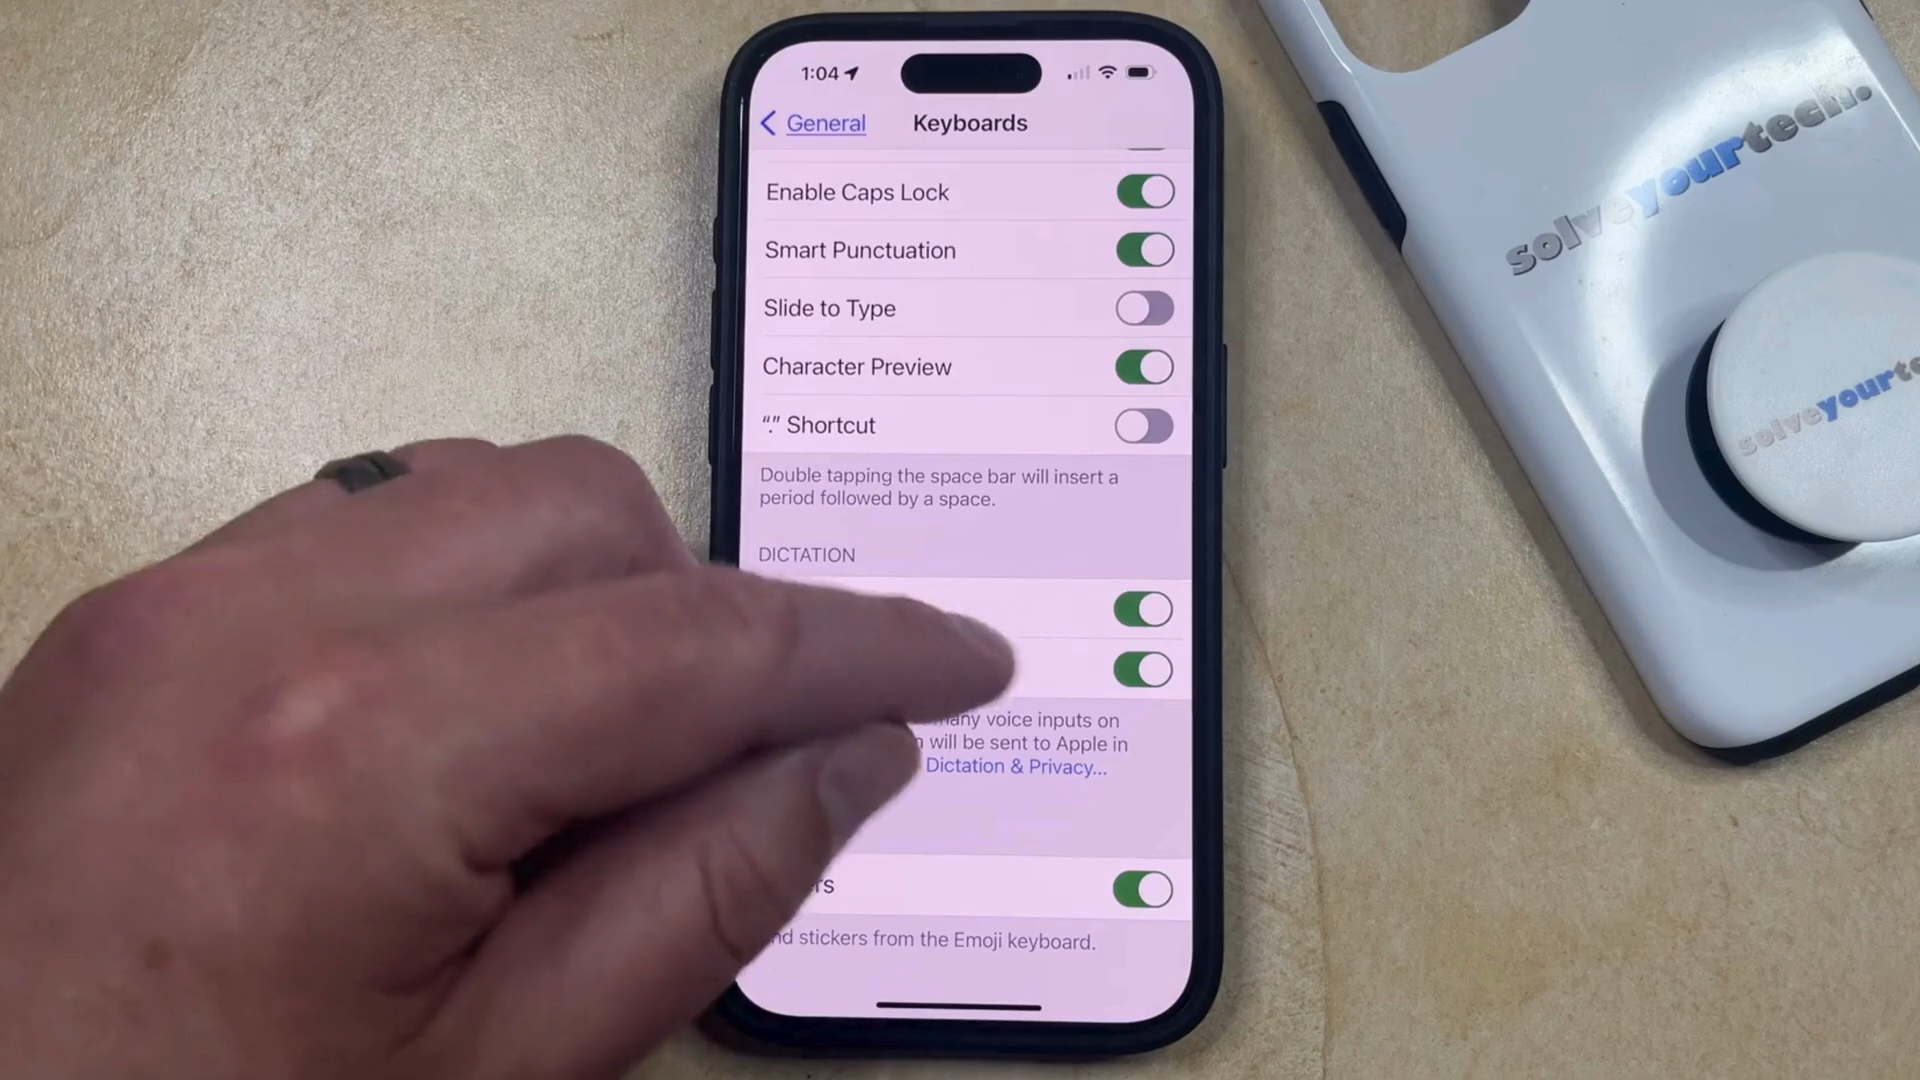 1:04
General
Keyboards
Enable Caps Lock
Smart Punctuation
Slide to Type
Character Preview
“.” Shortcut
Double tapping the space bar will insert a
period followed by a space.
DICTATION
many voice inputs on
will be sent to Apple in
Dictation & Privacy...
stickers from the Emoji keyboard.
solveyourtech.
solveyourte